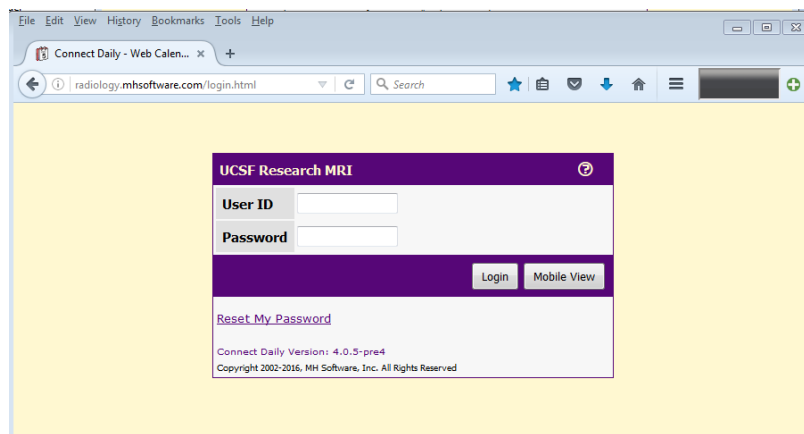 File Edit View History Bookmarks Tools Help
Connect Daily - Web Calen... × +
radiology.mhsoftware.com/login.html Search
UCSF Research MRI ?
User ID
Password
Login Mobile View
Reset My Password
Connect Daily Version: 4.0.5-pre4
Copyright 2002-2016, MH Software, Inc. All Rights Reserved